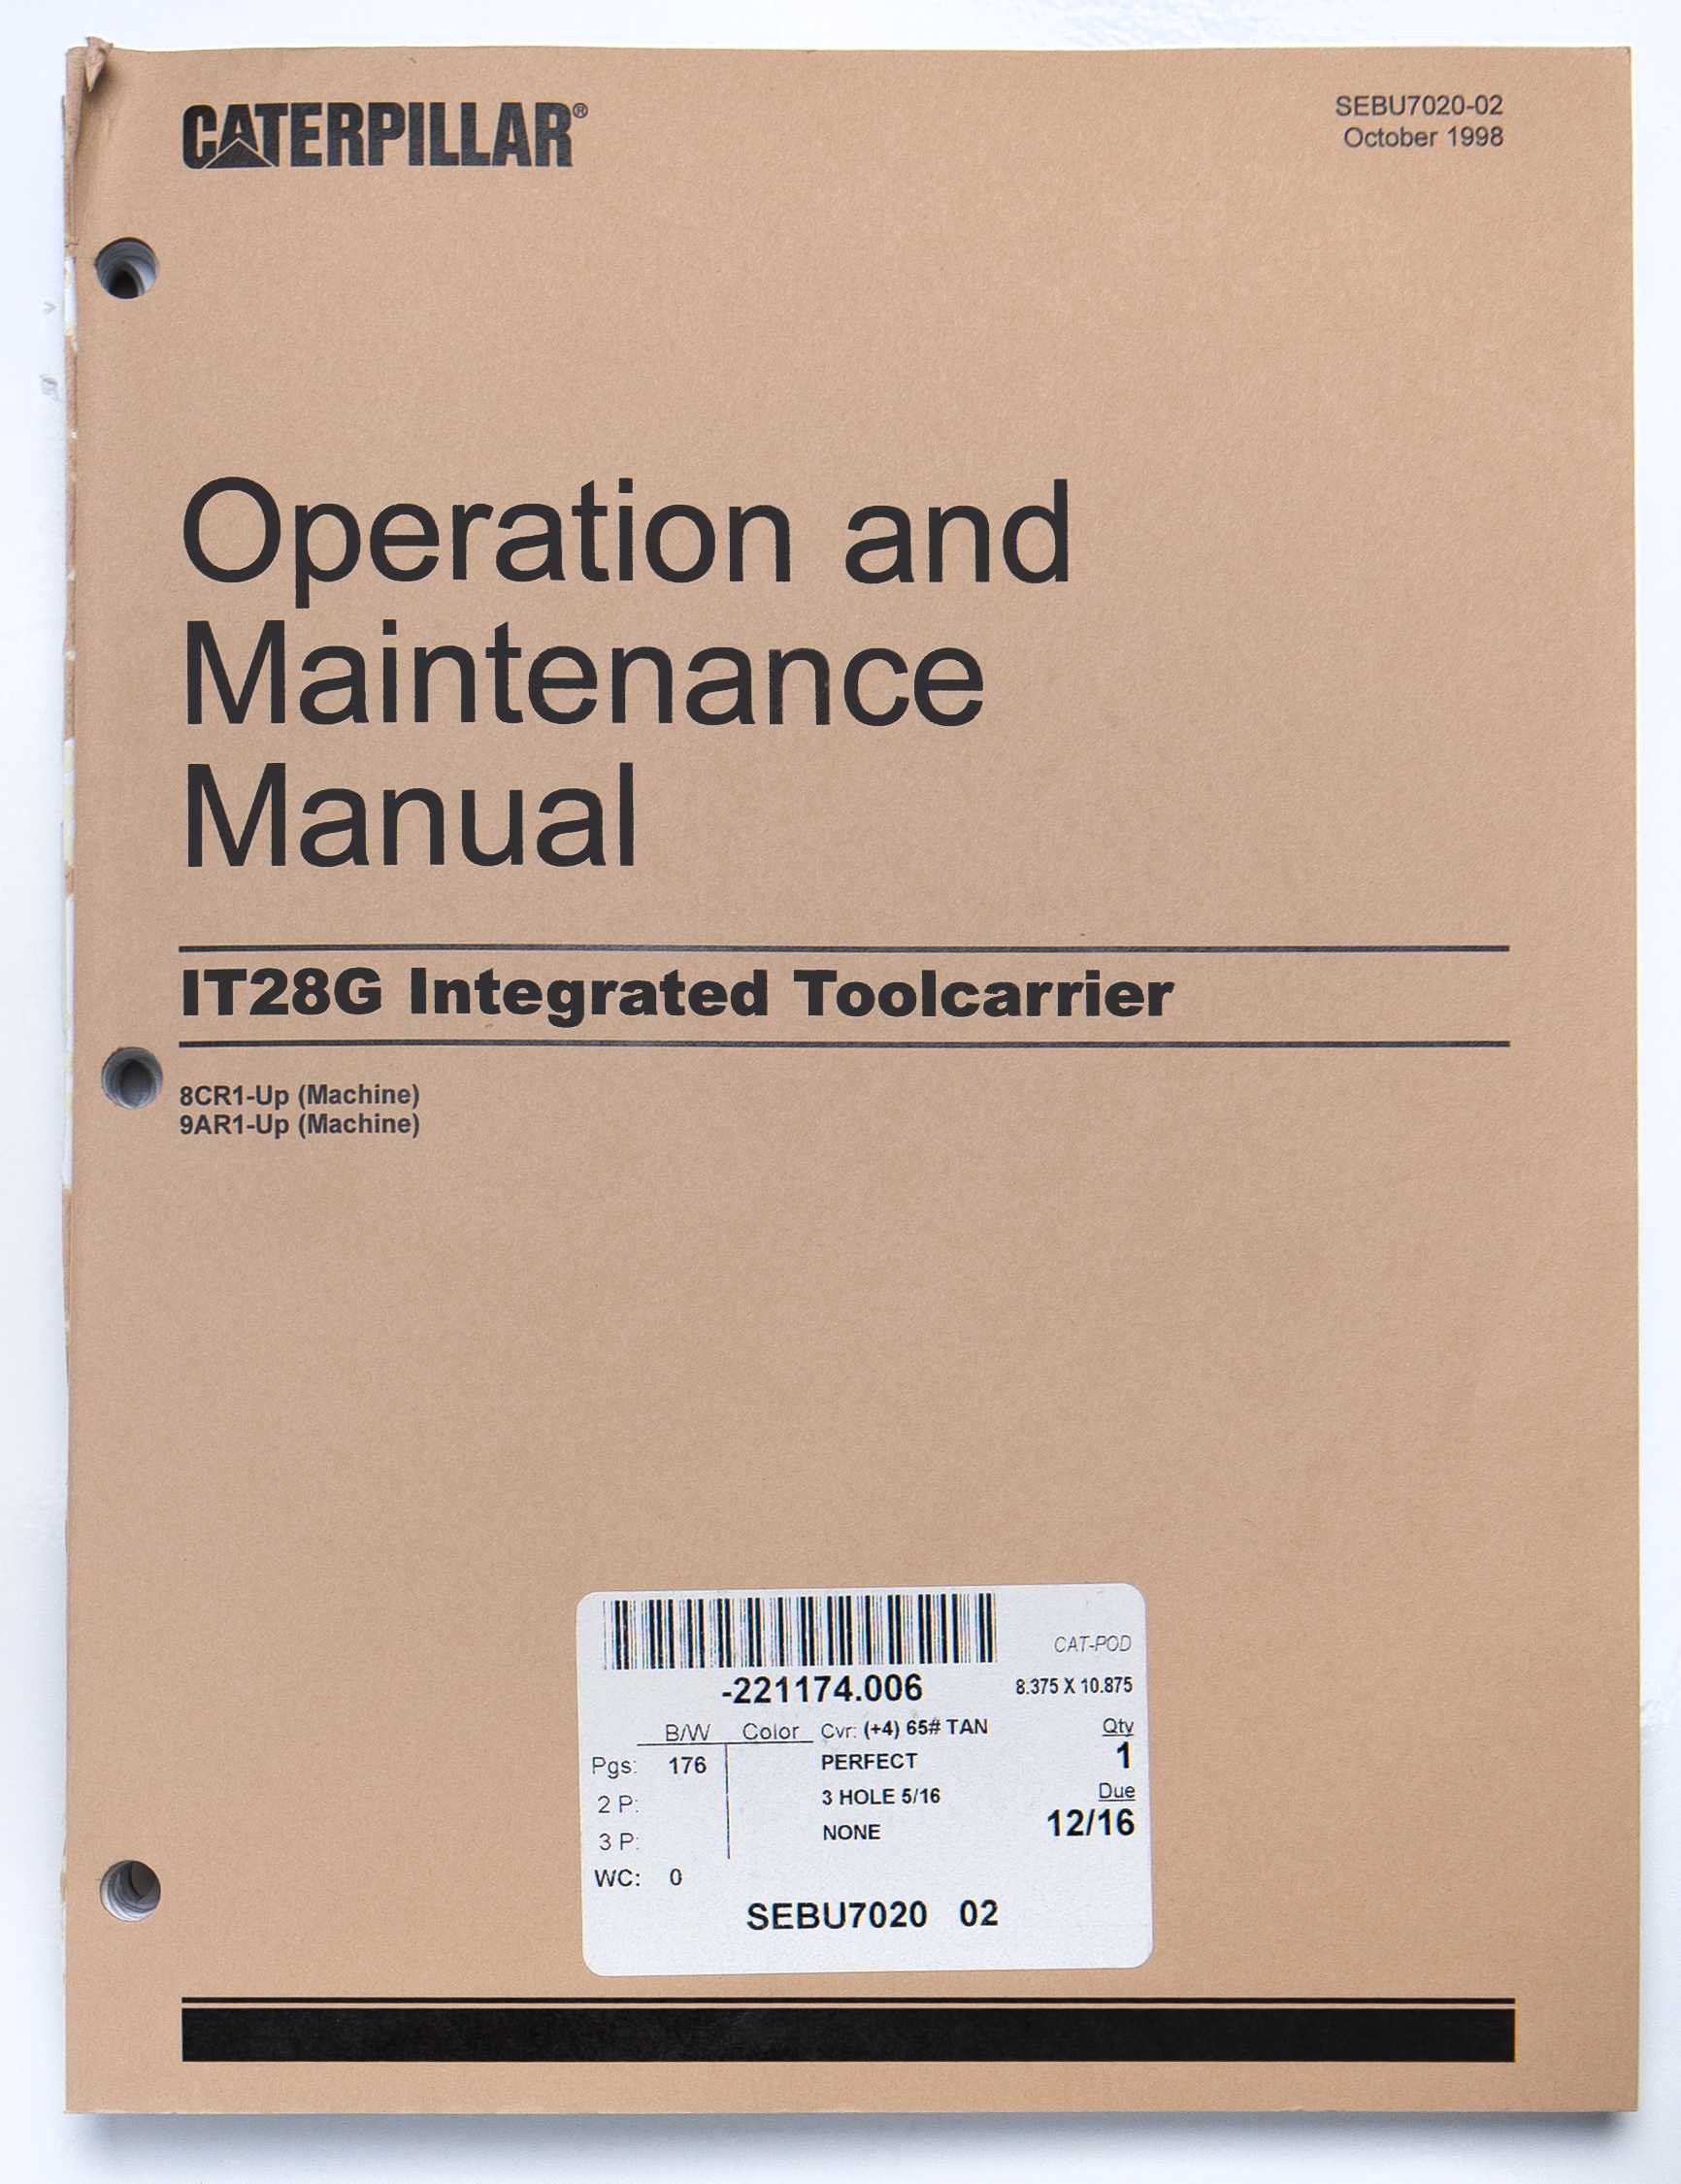 CATERPILLAR®
SEBU7020-02
October 1998
Operation and
Maintenance
Manual
IT28G Integrated Toolcarrier
8CR1-Up (Machine)
9AR1-Up (Machine)
CAT-POD
-221174.006
8.375 X 10.875
B/W Color Cvr: (+4) 65# TAN Qty
Pgs: 176 PERFECT 1
2 P: 3 HOLE 5/16 Due
3 P: NONE 12/16
WC: 0
SEBU7020 02